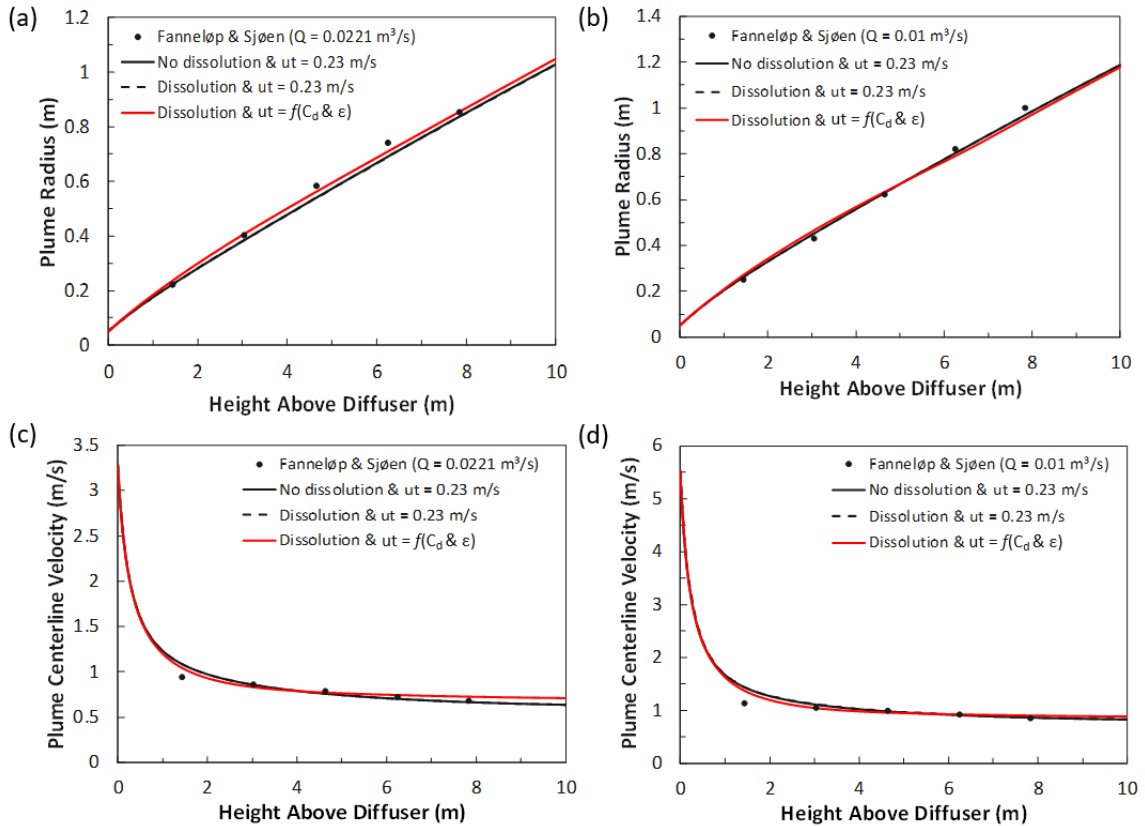 (a)
Fanneløp & Sjøen (Q = 0.0221 m³/s)
No dissolution & ut = 0.23 m/s
Dissolution & ut = 0.23 m/s
Dissolution & ut = f(Cd & ε)
Plume Radius (m)
1.2
1
0.8
0.6
0.4
0.2
0
0 2 4 6 8 10
Height Above Diffuser (m)
(b)
Fanneløp & Sjøen (Q = 0.01 m³/s)
No dissolution & ut = 0.23 m/s
Dissolution & ut = 0.23 m/s
Dissolution & ut = f(Cd & ε)
Plume Radius (m)
1.4
1.2
1
0.8
0.6
0.4
0.2
0
0 2 4 6 8 10
Height Above Diffuser (m)
(c)
Fanneløp & Sjøen (Q = 0.0221 m³/s)
No dissolution & ut = 0.23 m/s
Dissolution & ut = 0.23 m/s
Dissolution & ut = f(Cd & ε)
Plume Centerline Velocity (m/s)
3.5
3
2.5
2
1.5
1
0.5
0
0 2 4 6 8 10
Height Above Diffuser (m)
(d)
Fanneløp & Sjøen (Q = 0.01 m³/s)
No dissolution & ut = 0.23 m/s
Dissolution & ut = 0.23 m/s
Dissolution & ut = f(Cd & ε)
Plume Centerline Velocity (m/s)
6
5
4
3
2
1
0
0 2 4 6 8 10
Height Above Diffuser (m)